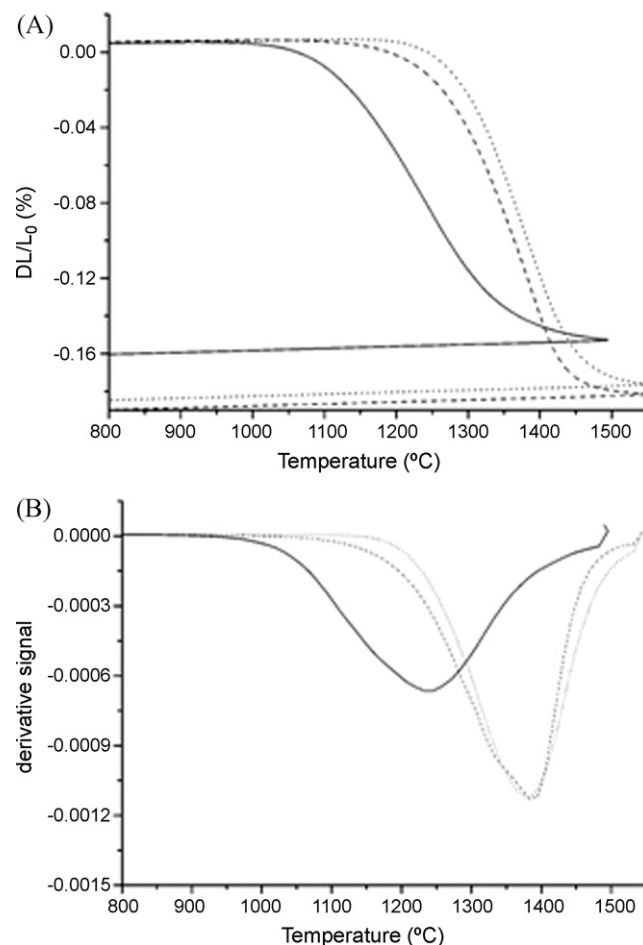 (A)
0.00
-0.04
-0.08
-0.12
-0.16
DL/L₀ (%)
800 900 1000 1100 1200 1300 1400 1500
Temperature (ºC)
(B)
0.0000
-0.0003
-0.0006
-0.0009
-0.0012
-0.0015
derivative signal
800 900 1000 1100 1200 1300 1400 1500
Temperature (ºC)